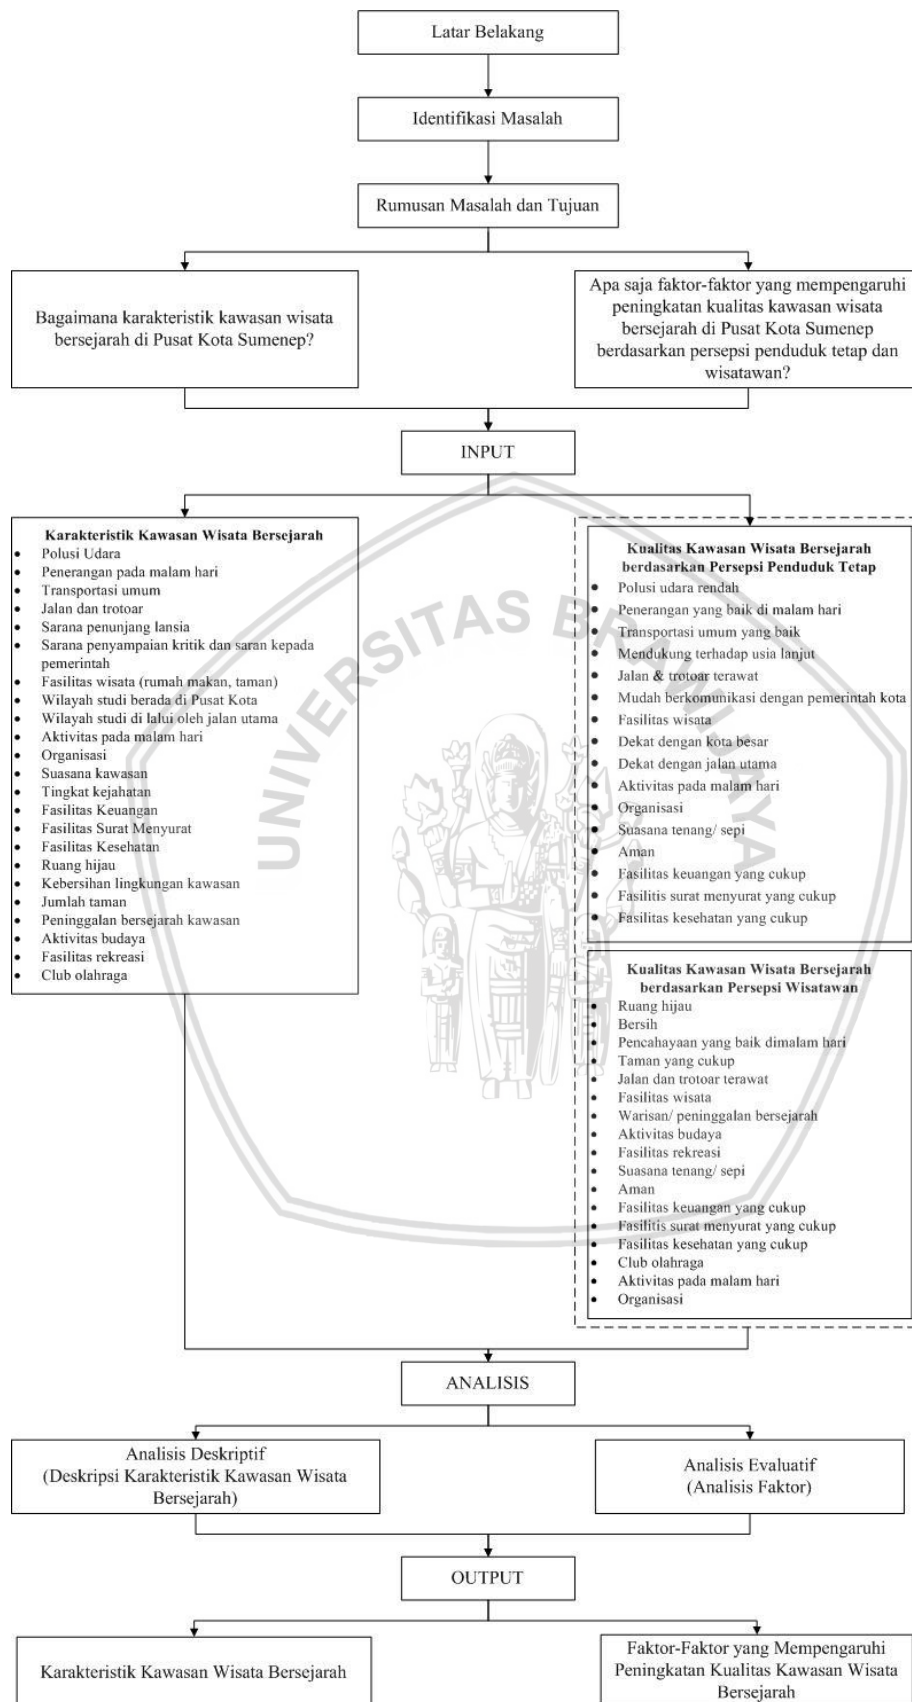 Latar Belakang
Identifikasi Masalah
Rumusan Masalah dan Tujuan
Bagaimana karakteristik kawasan wisata
bersejarah di Pusat Kota Sumenep?
Apa saja faktor-faktor yang mempengaruhi
peningkatan kualitas kawasan wisata
bersejarah di Pusat Kota Sumenep
berdasarkan persepsi penduduk tetap dan
wisatawan?
INPUT
Karakteristik Kawasan Wisata Bersejarah
• Polusi Udara
• Penerangan pada malam hari
• Transportasi umum
• Jalan dan trotoar
• Sarana penunjang lansia
• Sarana penyampaian kritik dan saran kepada
pemerintah
• Fasilitas wisata (rumah makan, taman)
• Wilayah studi berada di Pusat Kota
• Wilayah studi di lalui oleh jalan utama
• Aktivitas pada malam hari
• Organisasi
• Suasana kawasan
• Tingkat kejahatan
• Fasilitas Keuangan
• Fasilitas Surat Menyurat
• Fasilitas Kesehatan
• Ruang hijau
• Kebersihan lingkungan kawasan
• Jumlah taman
• Peninggalan bersejarah kawasan
• Aktivitas budaya
• Fasilitas rekreasi
• Club olahraga
Kualitas Kawasan Wisata Bersejarah
berdasarkan Persepsi Penduduk Tetap
• Polusi udara rendah
• Penerangan yang baik di malam hari
• Transportasi umum yang baik
• Mendukung terhadap usia lanjut
• Jalan & trotoar terawat
• Mudah berkomunikasi dengan pemerintah kota
• Fasilitas wisata
• Dekat dengan kota besar
• Dekat dengan jalan utama
• Aktivitas pada malam hari
• Organisasi
• Suasana tenang/ sepi
• Aman
• Fasilitas keuangan yang cukup
• Fasilitis surat menyurat yang cukup
• Fasilitas kesehatan yang cukup
Kualitas Kawasan Wisata Bersejarah
berdasarkan Persepsi Wisatawan
• Ruang hijau
• Bersih
• Pencahayaan yang baik dimalam hari
• Taman yang cukup
• Jalan dan trotoar terawat
• Fasilitas wisata
• Warisan/ peninggalan bersejarah
• Aktivitas budaya
• Fasilitas rekreasi
• Suasana tenang/ sepi
• Aman
• Fasilitas keuangan yang cukup
• Fasilitis surat menyurat yang cukup
• Fasilitas kesehatan yang cukup
• Club olahraga
• Aktivitas pada malam hari
• Organisasi
UNIVERSITAS BRAWIJAYA
ANALISIS
Analisis Deskriptif
(Deskripsi Karakteristik Kawasan Wisata
Bersejarah)
Analisis Evaluatif
(Analisis Faktor)
OUTPUT
Karakteristik Kawasan Wisata Bersejarah
Faktor-Faktor yang Mempengaruhi
Peningkatan Kualitas Kawasan Wisata
Bersejarah